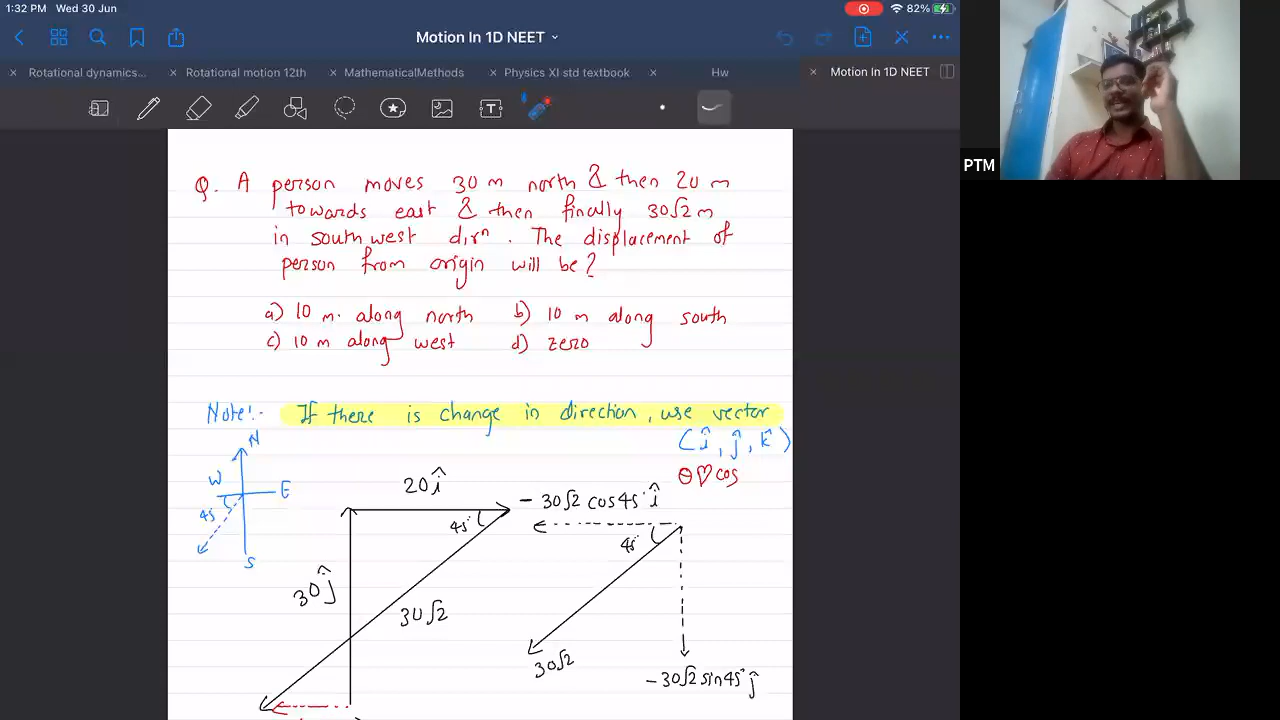 1:32 PM Wed 30 Jun
82%
Motion In 1D NEET
Rotational dynamics...
Rotational motion 12th
MathematicalMethods
Physics XI std textbook
Hw
Motion In 1D NEET
PTM
Q. A person moves 30 m north & then 20 m
towards east & then finally 30√2 m
in south west dirⁿ. The displacement of
person from origin will be?
a) 10 m. along north b) 10 m along south
c) 10 m along west d) zero
Note:- If there is change in direction, use vector
(î, ĵ, k̂)
θ♡cos
N
W
E
45
S
20î
45°
30ĵ
30√2
-30√2 cos45° î
45°
30√2
-30√2 sin45° ĵ